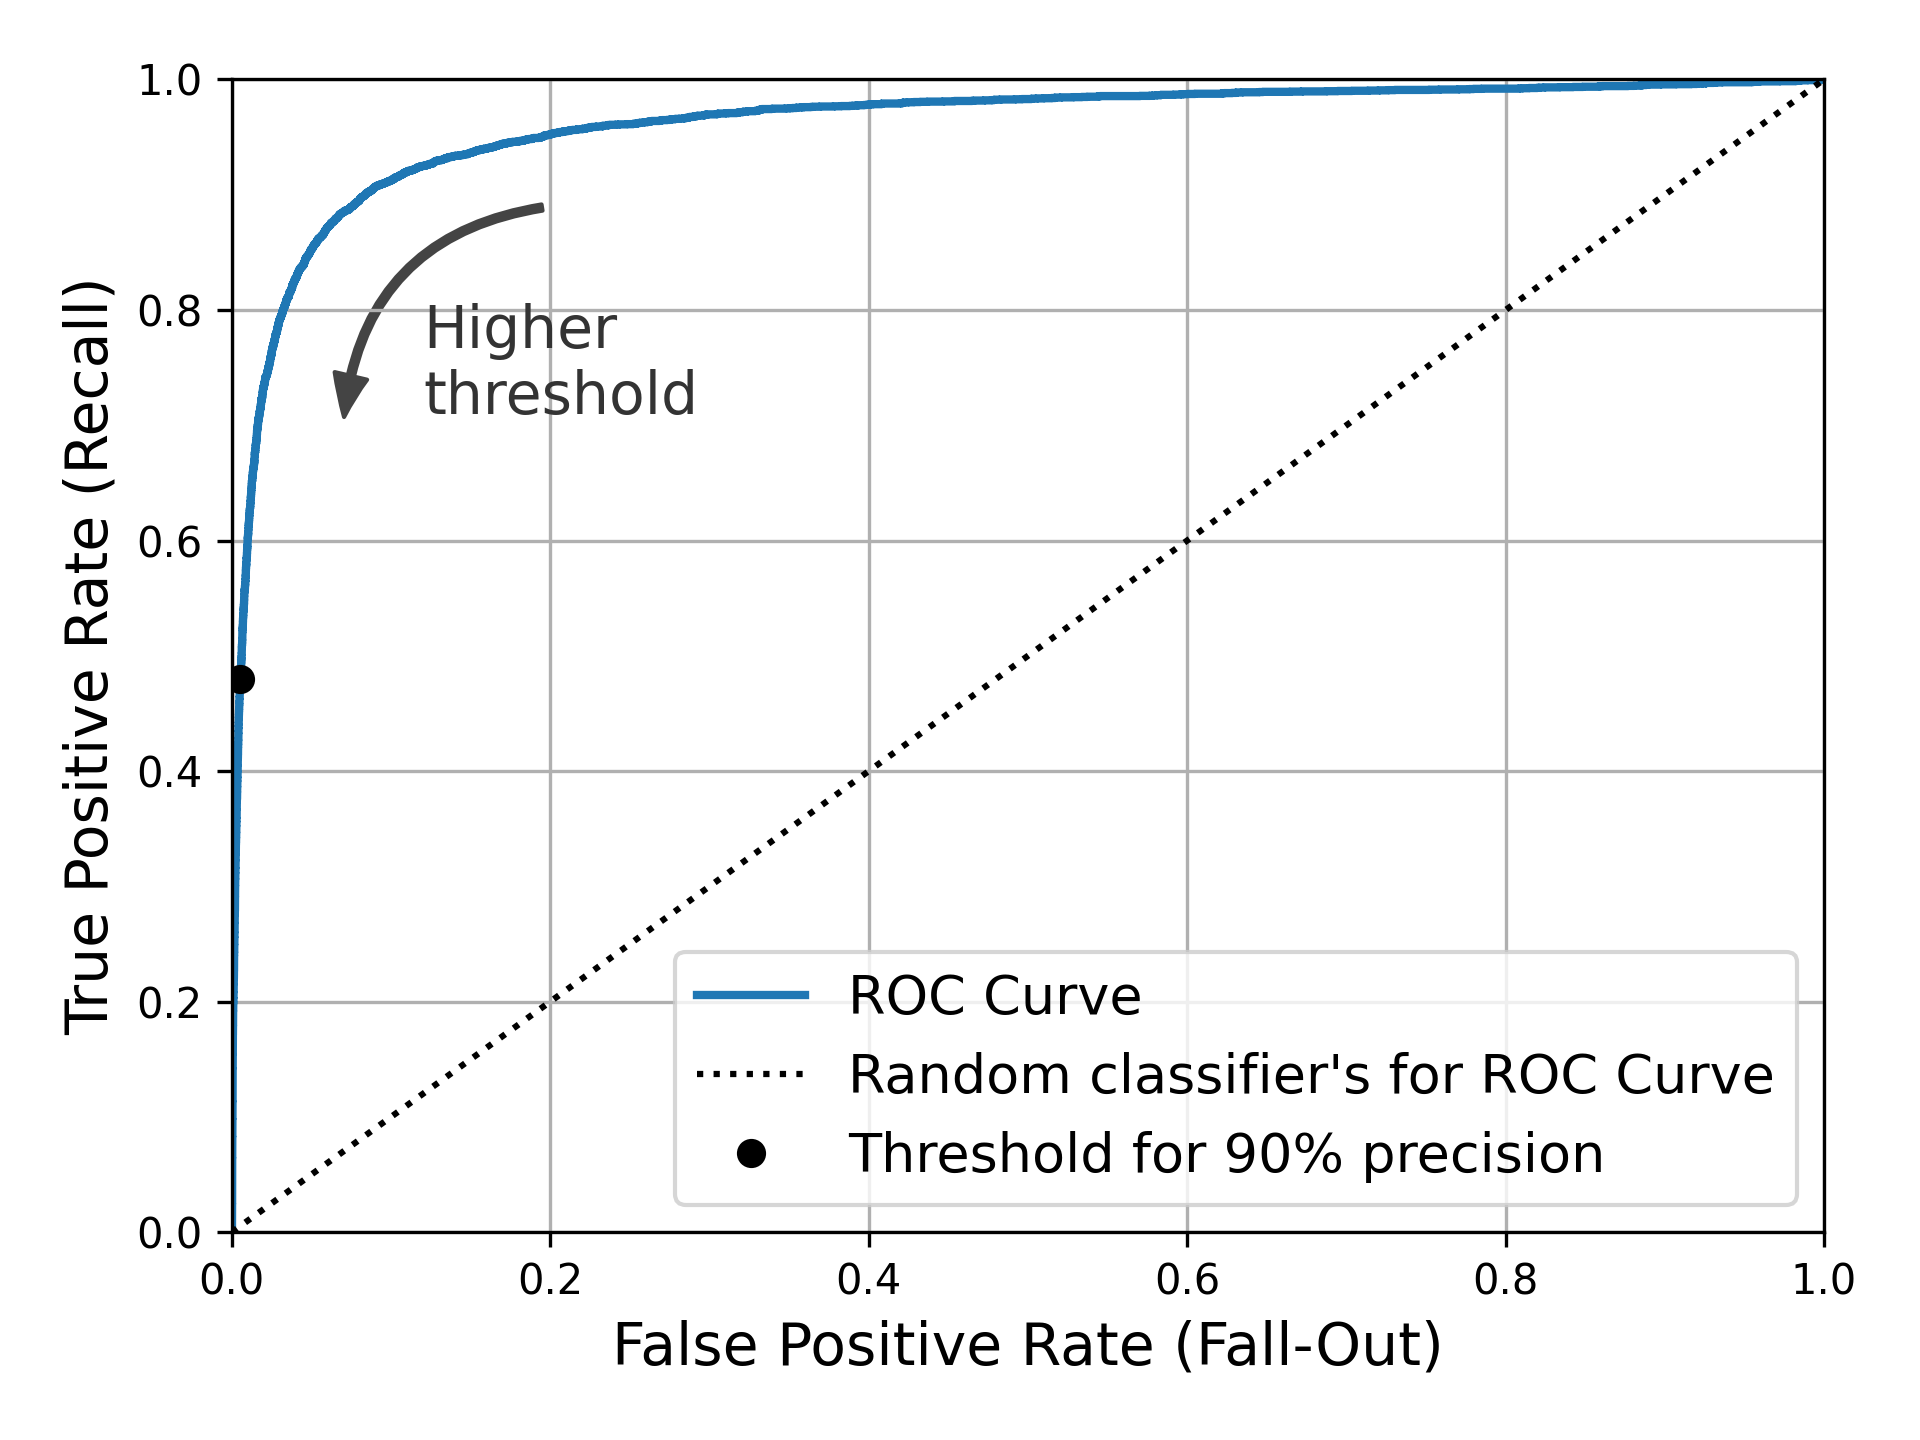 1.0
0.8
0.6
0.4
0.2
0.0
True Positive Rate (Recall)
Higher
threshold
ROC Curve
Random classifier's for ROC Curve
Threshold for 90% precision
0.0 0.2 0.4 0.6 0.8 1.0
False Positive Rate (Fall-Out)